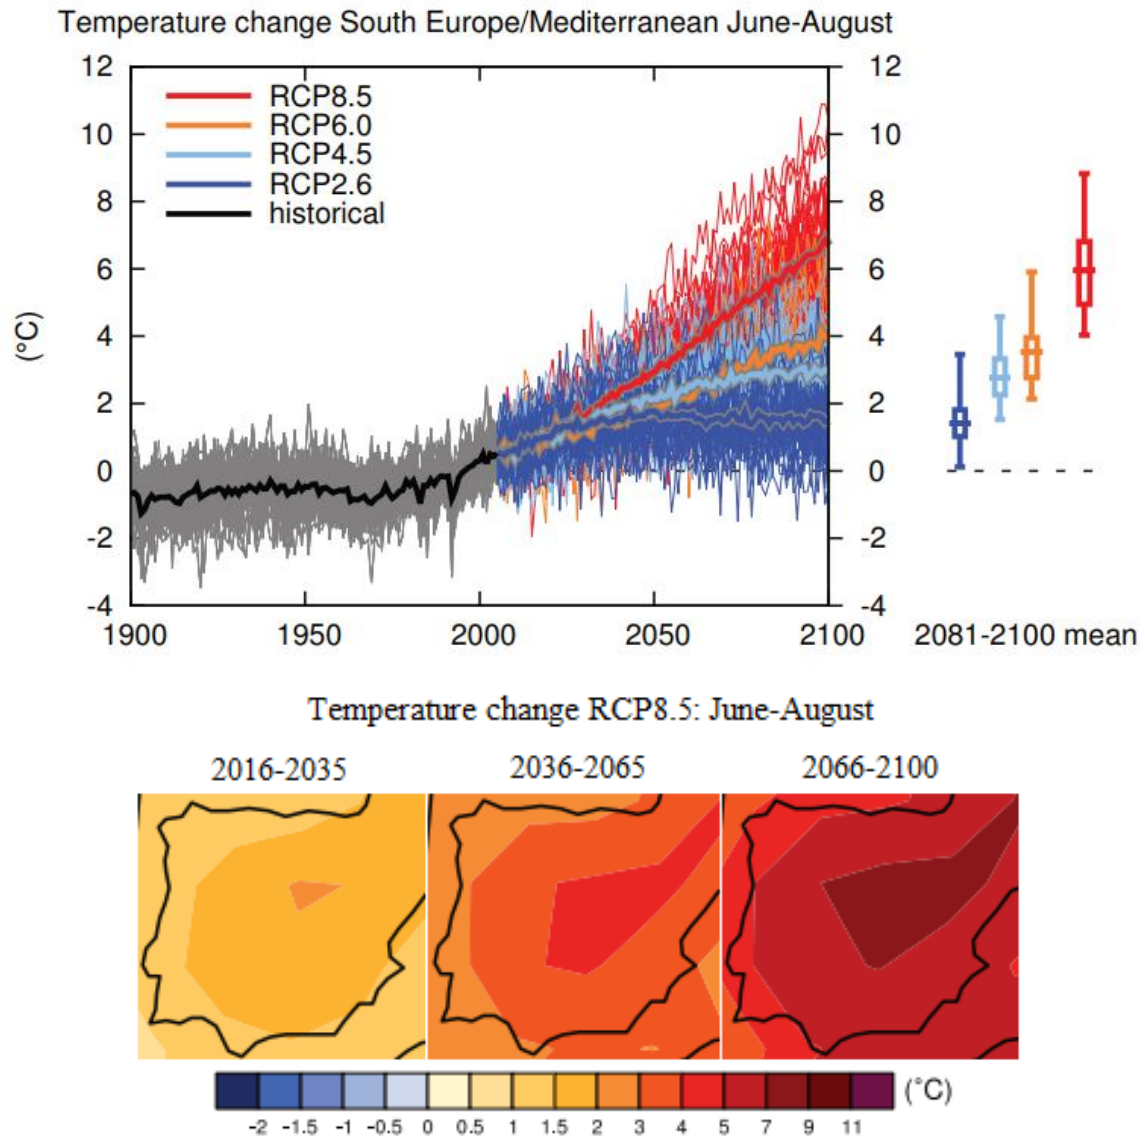 Temperature change South Europe/Mediterranean June-August
(°C)
12
10
8
6
4
2
0
-2
-4
RCP8.5
RCP6.0
RCP4.5
RCP2.6
historical
12
10
8
6
4
2
0
-2
-4
1900 1950 2000 2050 2100 2081-2100 mean
Temperature change RCP8.5: June-August
2016-2035 2036-2065 2066-2100
(°C)
-2 -1.5 -1 -0.5 0 0.5 1 1.5 2 3 4 5 7 9 11